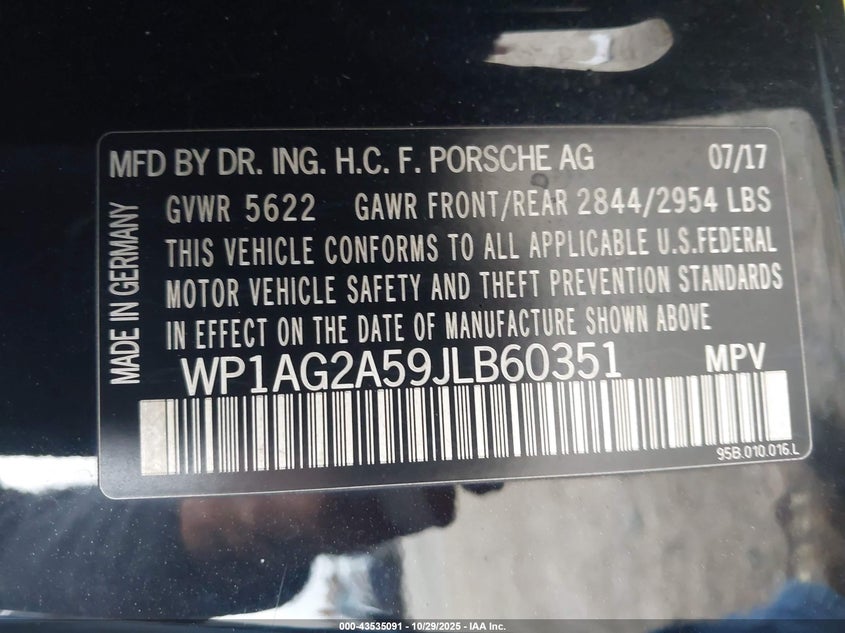 MFD BY DR. ING. H.C. F. PORSCHE AG 07/17
GVWR 5622 GAWR FRONT/REAR 2844/2954 LBS
THIS VEHICLE CONFORMS TO ALL APPLICABLE U.S.FEDERAL
MOTOR VEHICLE SAFETY AND THEFT PREVENTION STANDARDS
IN EFFECT ON THE DATE OF MANUFACTURE SHOWN ABOVE
WP1AG2A59JLB60351 MPV
95B.010.016.L
MADE IN GERMANY
000-43535091 - 10/29/2025 - IAA Inc.